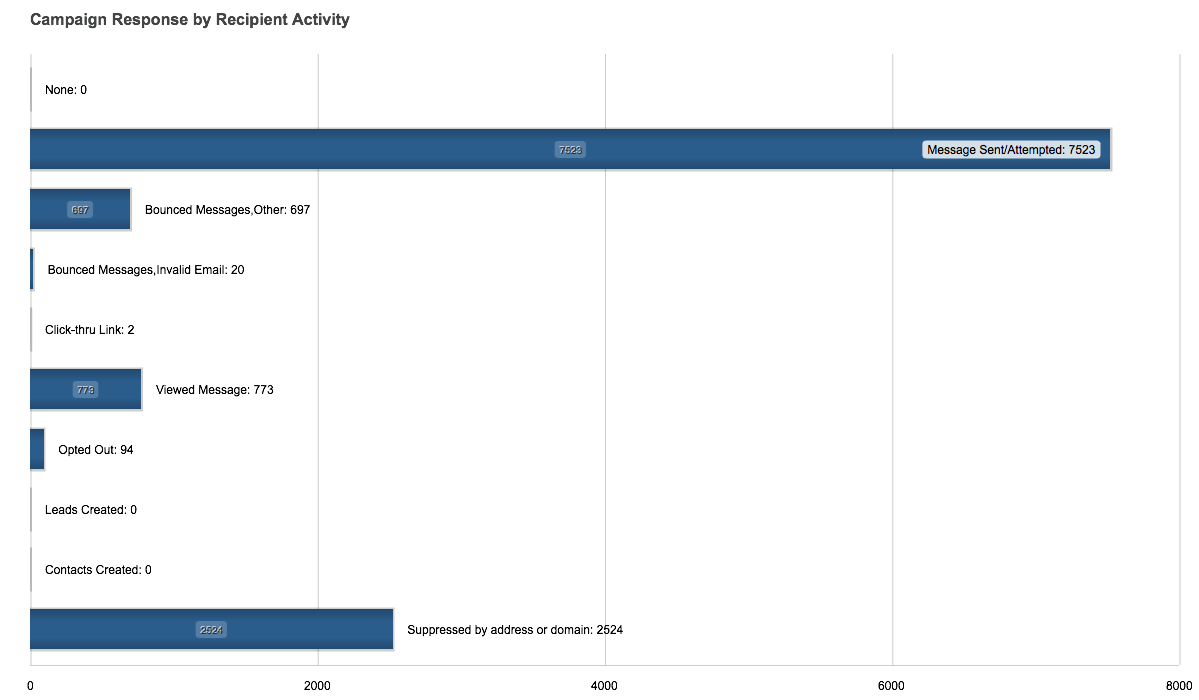 Campaign Response by Recipient Activity
None: 0
7523 Message Sent/Attempted: 7523
697 Bounced Messages,Other: 697
Bounced Messages,Invalid Email: 20
Click-thru Link: 2
773 Viewed Message: 773
Opted Out: 94
Leads Created: 0
Contacts Created: 0
2524 Suppressed by address or domain: 2524
0 2000 4000 6000 8000